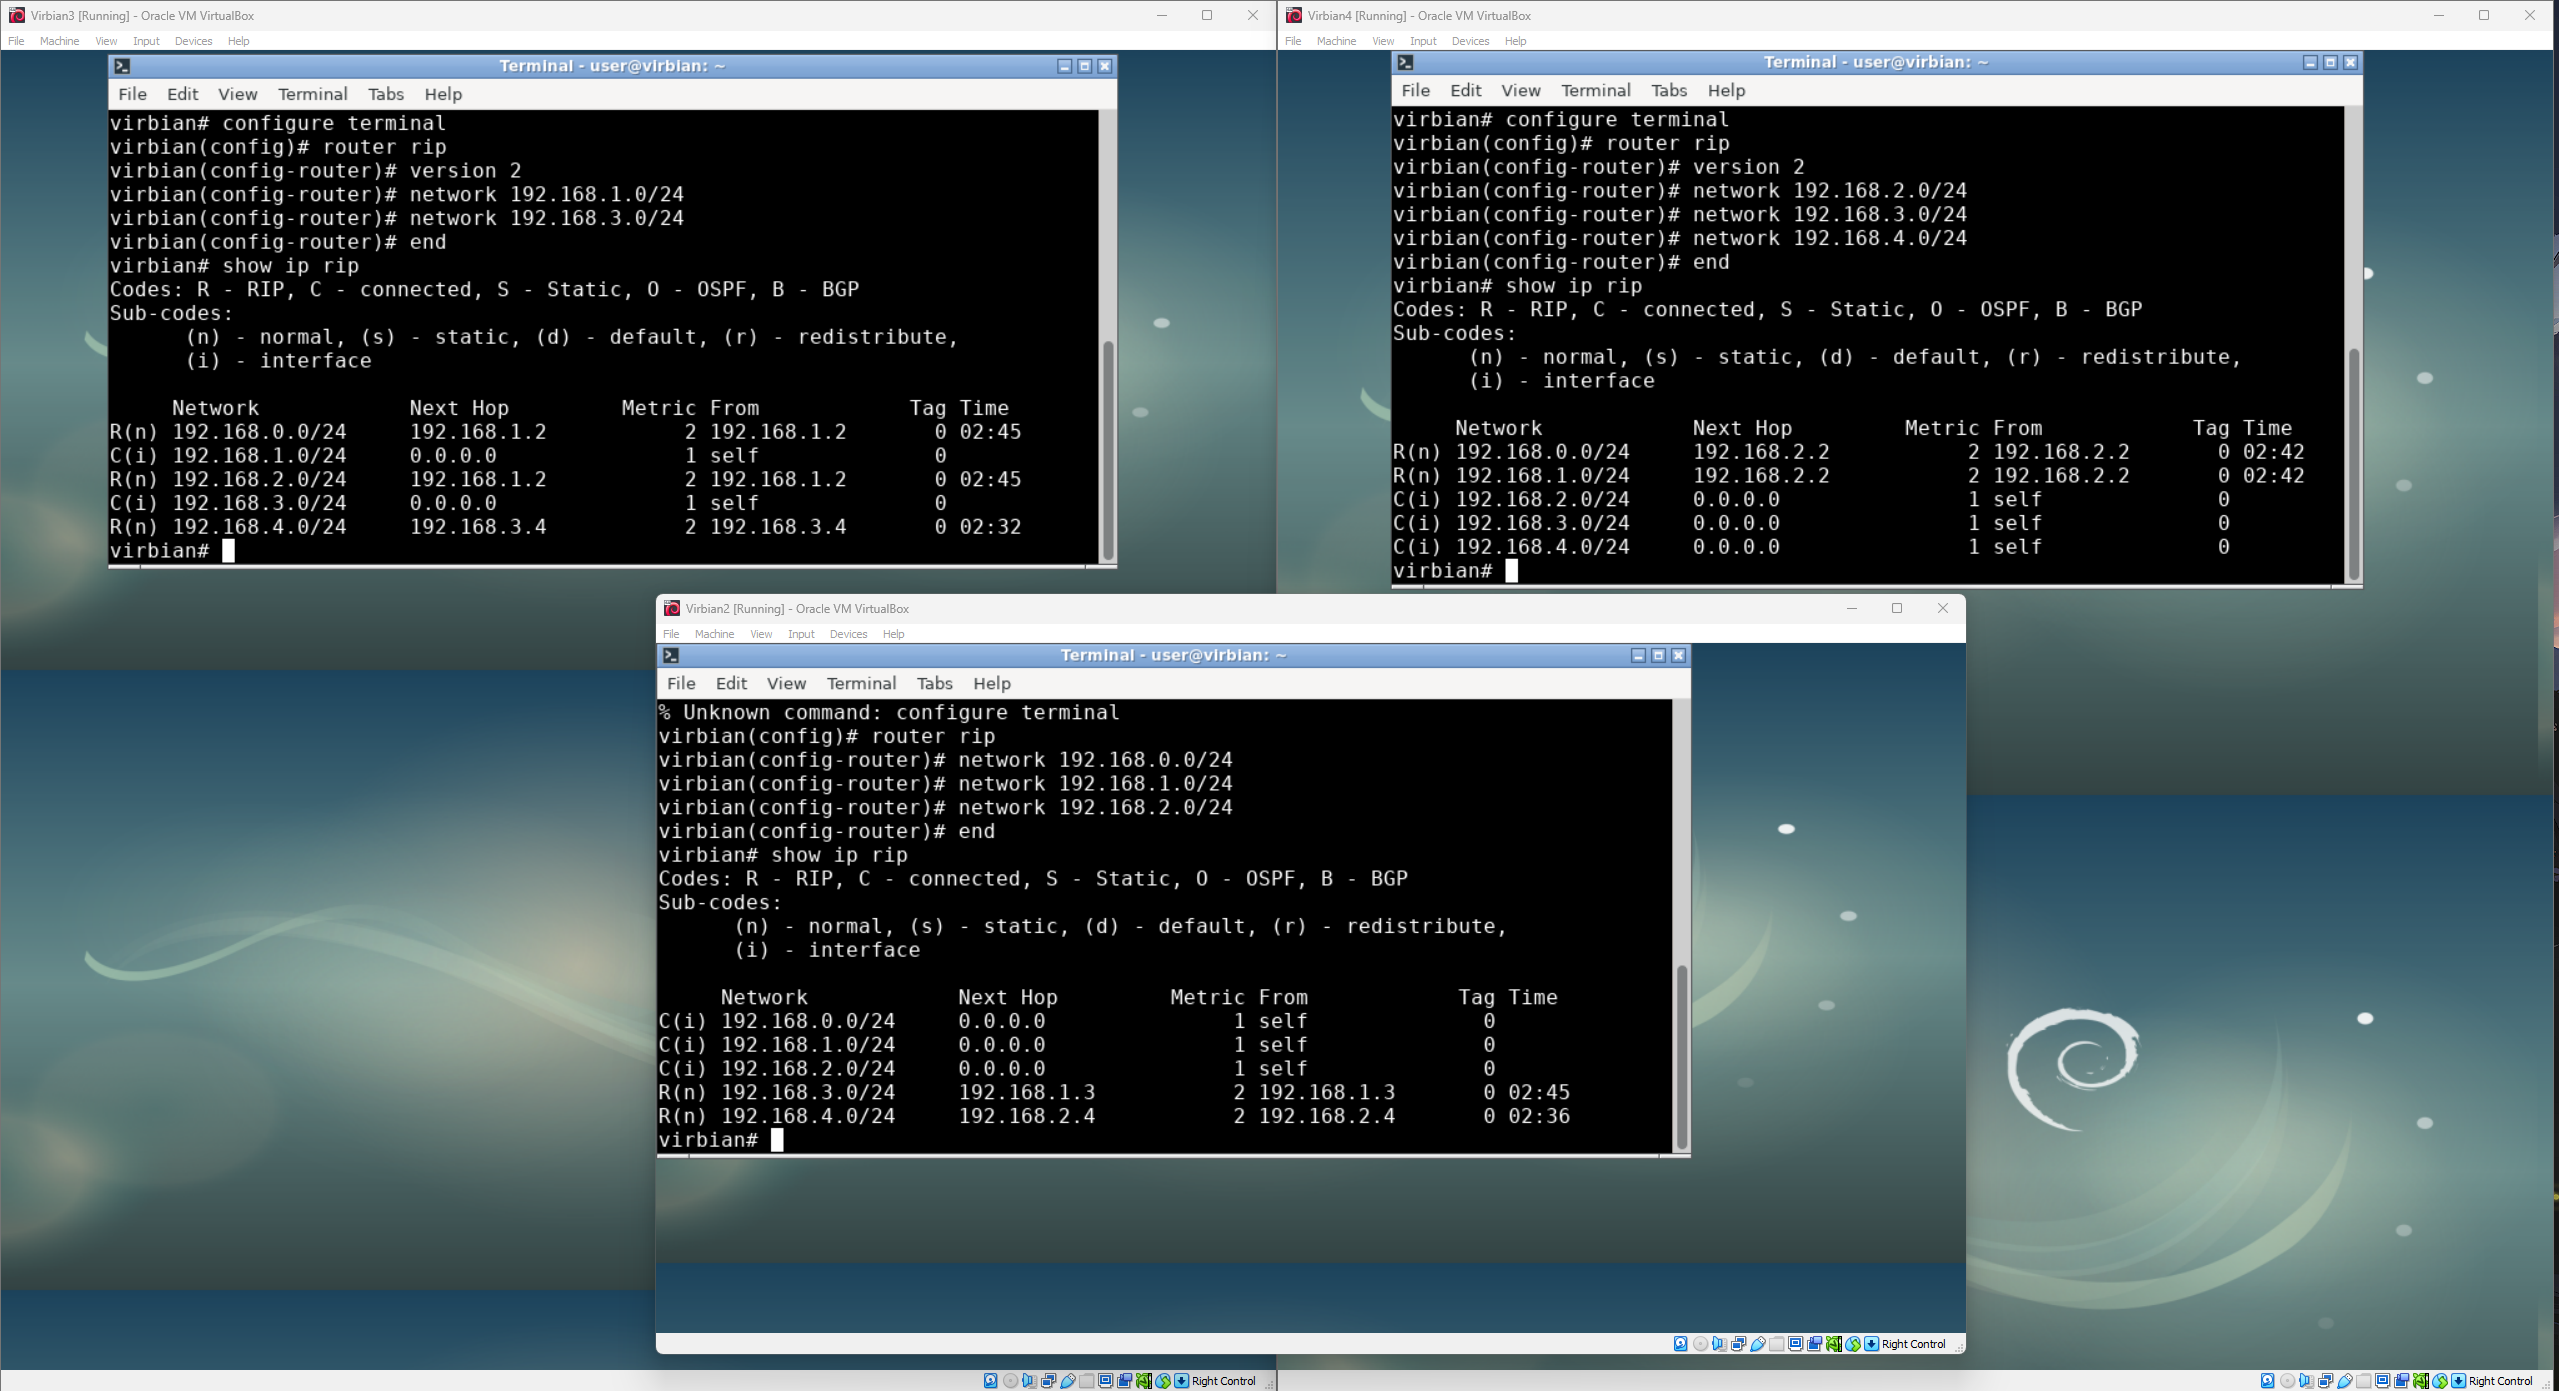 Virbian3 [Running] - Oracle VM VirtualBox
File Machine View Input Devices Help
Terminal - user@virbian: ~
File Edit View Terminal Tabs Help
virbian# configure terminal
virbian(config)# router rip
virbian(config-router)# version 2
virbian(config-router)# network 192.168.1.0/24
virbian(config-router)# network 192.168.3.0/24
virbian(config-router)# end
virbian# show ip rip
Codes: R - RIP, C - connected, S - Static, O - OSPF, B - BGP
Sub-codes:
      (n) - normal, (s) - static, (d) - default, (r) - redistribute,
      (i) - interface
     Network            Next Hop         Metric From            Tag Time
R(n) 192.168.0.0/24     192.168.1.2           2 192.168.1.2       0 02:45
C(i) 192.168.1.0/24     0.0.0.0               1 self              0
R(n) 192.168.2.0/24     192.168.1.2           2 192.168.1.2       0 02:45
C(i) 192.168.3.0/24     0.0.0.0               1 self              0
R(n) 192.168.4.0/24     192.168.3.4           2 192.168.3.4       0 02:32
virbian#
Right Control
Virbian4 [Running] - Oracle VM VirtualBox
File Machine View Input Devices Help
Terminal - user@virbian: ~
File Edit View Terminal Tabs Help
virbian# configure terminal
virbian(config)# router rip
virbian(config-router)# version 2
virbian(config-router)# network 192.168.2.0/24
virbian(config-router)# network 192.168.3.0/24
virbian(config-router)# network 192.168.4.0/24
virbian(config-router)# end
virbian# show ip rip
Codes: R - RIP, C - connected, S - Static, O - OSPF, B - BGP
Sub-codes:
      (n) - normal, (s) - static, (d) - default, (r) - redistribute,
      (i) - interface
     Network            Next Hop         Metric From            Tag Time
R(n) 192.168.0.0/24     192.168.2.2           2 192.168.2.2       0 02:42
R(n) 192.168.1.0/24     192.168.2.2           2 192.168.2.2       0 02:42
C(i) 192.168.2.0/24     0.0.0.0               1 self              0
C(i) 192.168.3.0/24     0.0.0.0               1 self              0
C(i) 192.168.4.0/24     0.0.0.0               1 self              0
virbian#
Right Control
Virbian2 [Running] - Oracle VM VirtualBox
File Machine View Input Devices Help
Terminal - user@virbian: ~
File Edit View Terminal Tabs Help
% Unknown command: configure terminal
virbian(config)# router rip
virbian(config-router)# network 192.168.0.0/24
virbian(config-router)# network 192.168.1.0/24
virbian(config-router)# network 192.168.2.0/24
virbian(config-router)# end
virbian# show ip rip
Codes: R - RIP, C - connected, S - Static, O - OSPF, B - BGP
Sub-codes:
      (n) - normal, (s) - static, (d) - default, (r) - redistribute,
      (i) - interface
     Network            Next Hop         Metric From            Tag Time
C(i) 192.168.0.0/24     0.0.0.0               1 self              0
C(i) 192.168.1.0/24     0.0.0.0               1 self              0
C(i) 192.168.2.0/24     0.0.0.0               1 self              0
R(n) 192.168.3.0/24     192.168.1.3           2 192.168.1.3       0 02:45
R(n) 192.168.4.0/24     192.168.2.4           2 192.168.2.4       0 02:36
virbian#
Right Control